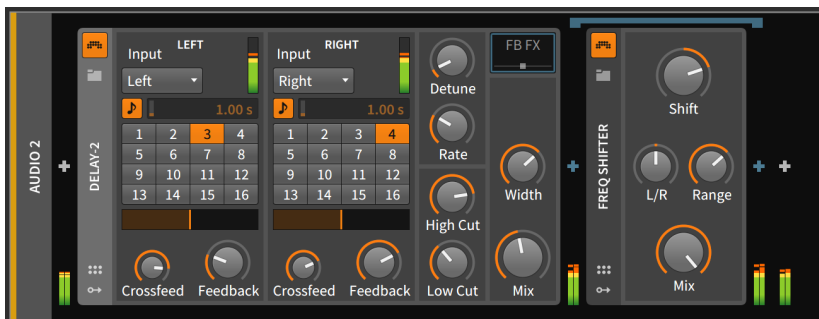 AUDIO 2
DELAY-2
LEFT
Input
Left
1.00 s
1 2 3 4
5 6 7 8
9 10 11 12
13 14 15 16
Crossfeed Feedback
RIGHT
Input
Right
1.00 s
1 2 3 4
5 6 7 8
9 10 11 12
13 14 15 16
Crossfeed Feedback
Detune
Rate
High Cut
Low Cut
FB FX
Width
Mix
FREQ SHIFTER
Shift
L/R Range
Mix